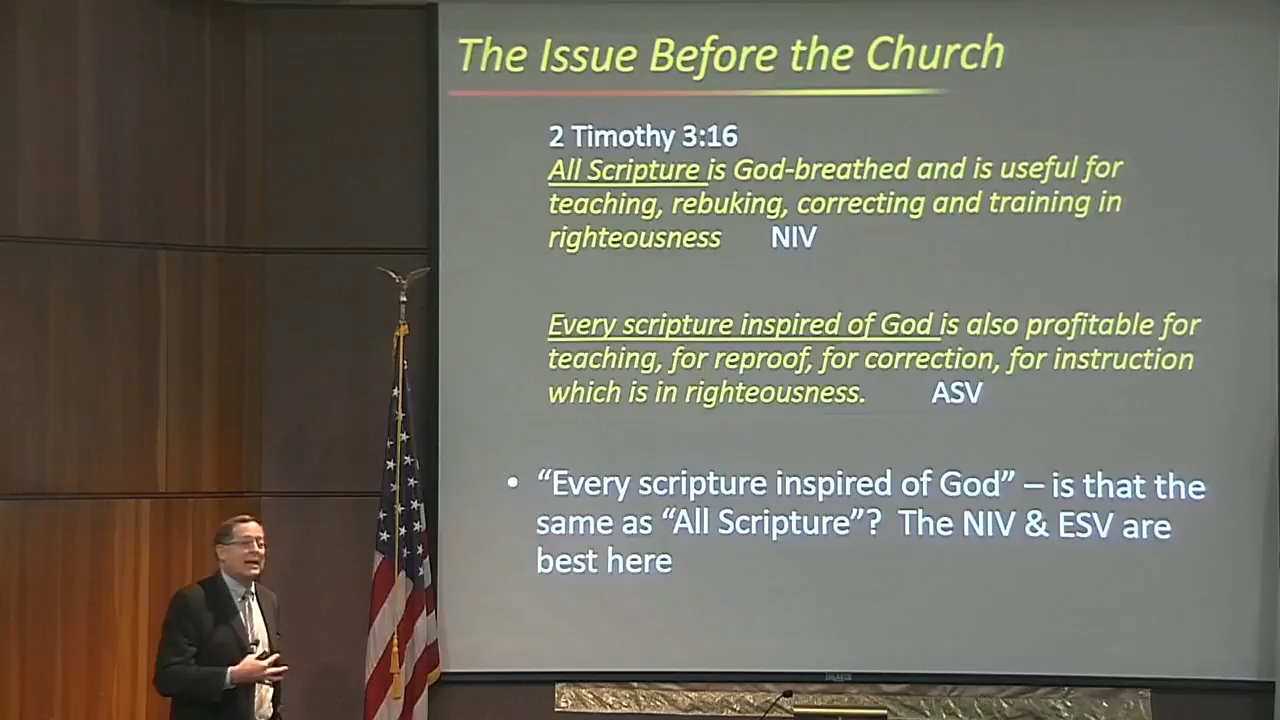 The Issue Before the Church
2 Timothy 3:16
All Scripture is God-breathed and is useful for
teaching, rebuking, correcting and training in
righteousness NIV
Every scripture inspired of God is also profitable for
teaching, for reproof, for correction, for instruction
which is in righteousness. ASV
• “Every scripture inspired of God” – is that the
same as “All Scripture”? The NIV & ESV are
best here